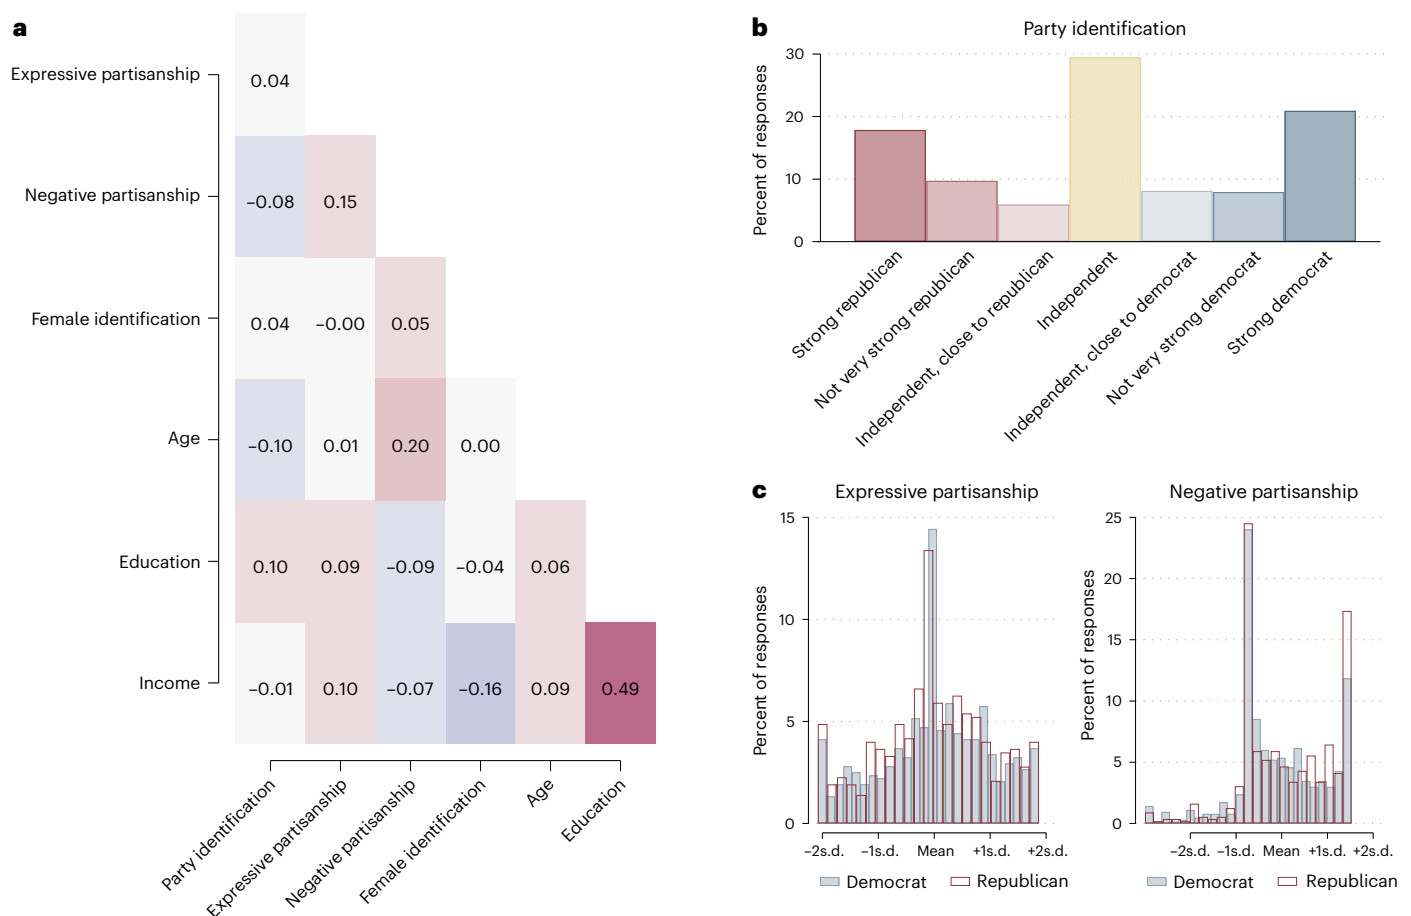 a
Expressive partisanship
0.04
Negative partisanship
−0.08
0.15
Female identification
0.04
−0.00
0.05
Age
−0.10
0.01
0.20
0.00
Education
0.10
0.09
−0.09
−0.04
0.06
Income
−0.01
0.10
−0.07
−0.16
0.09
0.49
Party identification
Expressive partisanship
Negative partisanship
Female identification
Age
Education
b
Party identification
Percent of responses
30
20
10
0
Strong republican
Not very strong republican
Independent, close to republican
Independent
Independent, close to democrat
Not very strong democrat
Strong democrat
c
Expressive partisanship
Percent of responses
15
10
5
0
−2s.d.
−1s.d.
Mean
+1s.d.
+2s.d.
Democrat
Republican
Negative partisanship
Percent of responses
25
20
15
10
5
0
−2s.d.
−1s.d.
Mean
+1s.d.
+2s.d.
Democrat
Republican